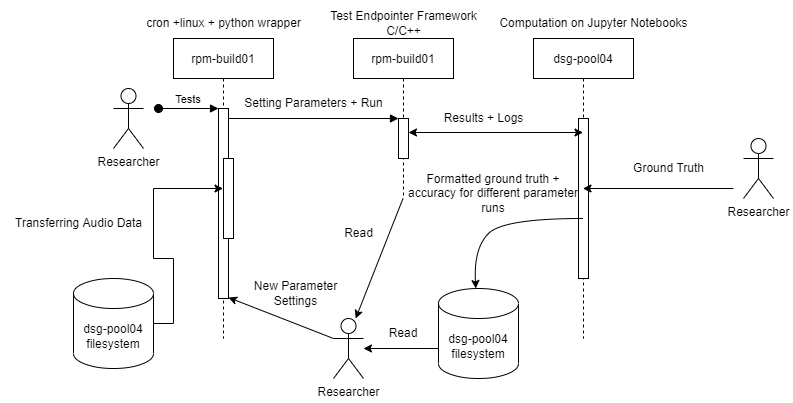 cron +linux + python wrapper
Test Endpointer Framework
C/C++
Computation on Jupyter Notebooks
rpm-build01
rpm-build01
dsg-pool04
Tests
Setting Parameters + Run
Results + Logs
Researcher
Ground Truth
Formatted ground truth +
accuracy for different parameter
runs
Researcher
Transferring Audio Data
Read
New Parameter
Settings
dsg-pool04
filesystem
Read
dsg-pool04
filesystem
Researcher